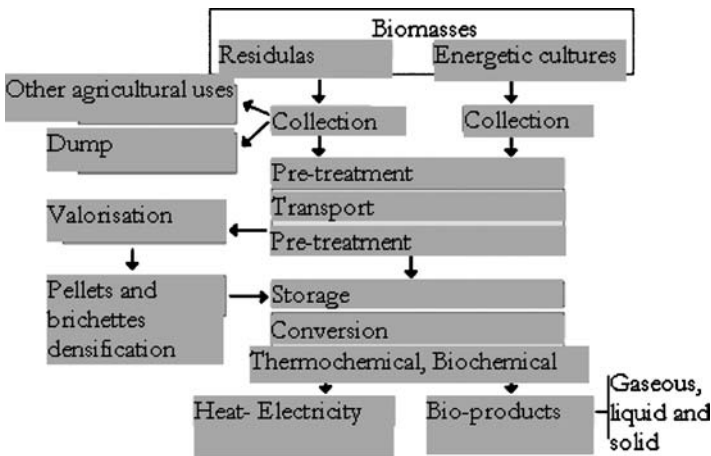 Biomasses
Residulas
Energetic cultures
Other agricultural uses
Collection
Collection
Dump
Pre-treatment
Transport
Valorisation
Pre-treatment
Pellets and
brichettes
densification
Storage
Conversion
Thermochemical, Biochemical
Heat- Electricity
Bio-products
Gaseous,
liquid and
solid